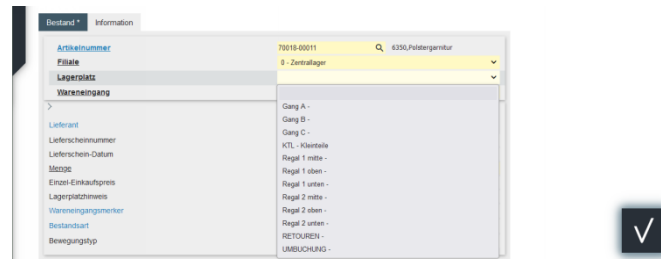 Bestand * Information
Artikelnummer 70018-00011 6350,Polstergarnitur
Filiale 0 - Zentrallager
Lagerplatz
Wareneingang
Gang A -
Gang B -
Lieferant
Gang C -
Lieferscheinnummer
KTL - Kleinteile
Lieferschein-Datum
Regal 1 mitte -
Menge
Regal 1 oben -
Einzel-Einkaufspreis
Regal 1 unten -
Lagerplatzhinweis
Regal 2 mitte -
Wareneingangsmerker
Regal 2 oben -
Bestandsart
Regal 2 unten -
Bewegungstyp
RETOUREN -
UMBUCHUNG -